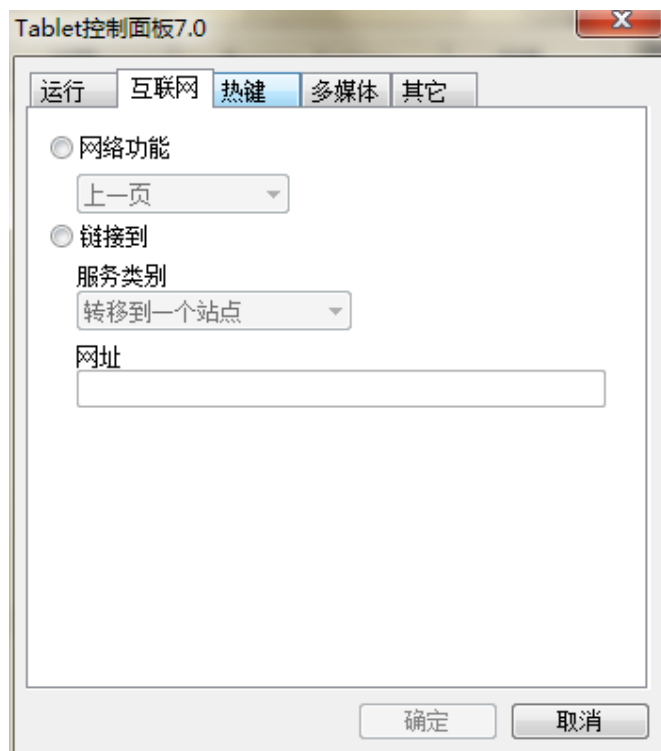 Tablet控制面板7.0
运行 互联网 热键 多媒体 其它
网络功能
上一页
链接到
服务类别
转移到一个站点
网址
确定 取消